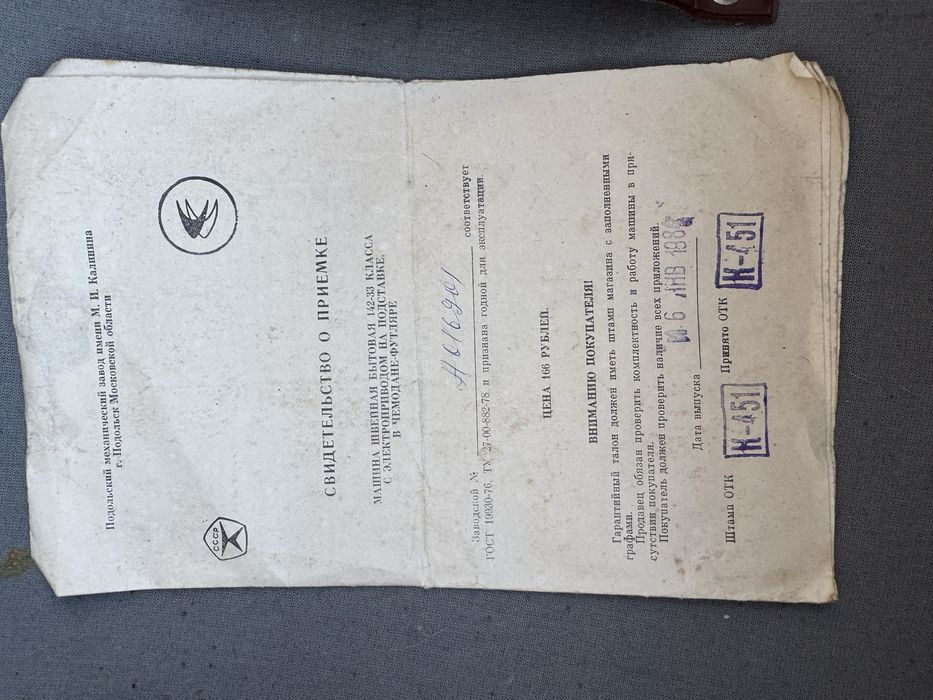 Подольский механический завод имени М. И. Калинина
г. Подольск Московской области
СССР
СВИДЕТЕЛЬСТВО О ПРИЕМКЕ
МАШИНА ШВЕЙНАЯ БЫТОВАЯ 142-33 КЛАССА
С ЭЛЕКТРОПРИВОДОМ НА ПОДСТАВКЕ,
В ЧЕМОДАНЕ-ФУТЛЯРЕ
Заводской № Н016901 соответствует
ГОСТ 19930-76, ТУ 27-00-882-78 и признана годной для эксплуатации.
ЦЕНА 166 РУБЛЕЙ.
ВНИМАНИЮ ПОКУПАТЕЛЯ!
Гарантийный талон должен иметь штамп магазина с заполненными
графами.
Продавец обязан проверить комплектность и работу машины в при-
сутствии покупателя.
Покупатель должен проверить наличие всех приложений.
Дата выпуска 6 ЯНВ
Штамп ОТК К-451 Принято ОТК К-451